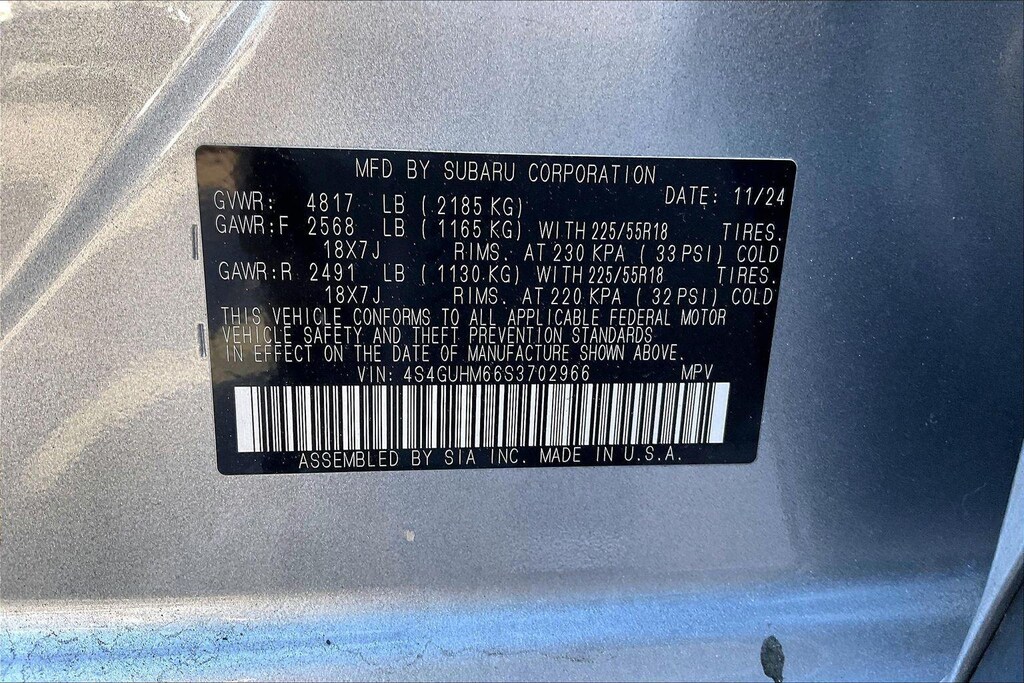 MFD BY SUBARU CORPORATION
GVWR: 4817 LB ( 2185 KG) DATE: 11/24
GAWR:F 2568 LB ( 1165 KG) WITH 225/55R18 TIRES.
18X7J RIMS. AT 230 KPA ( 33 PSI) COLD
GAWR:R 2491 LB ( 1130 KG) WITH 225/55R18 TIRES.
18X7J RIMS. AT 220 KPA ( 32 PSI) COLD
THIS VEHICLE CONFORMS TO ALL APPLICABLE FEDERAL MOTOR
VEHICLE SAFETY AND THEFT PREVENTION STANDARDS
IN EFFECT ON THE DATE OF MANUFACTURE SHOWN ABOVE.
VIN: 4S4GUHM66S3702966 MPV
ASSEMBLED BY SIA INC. MADE IN U.S.A.